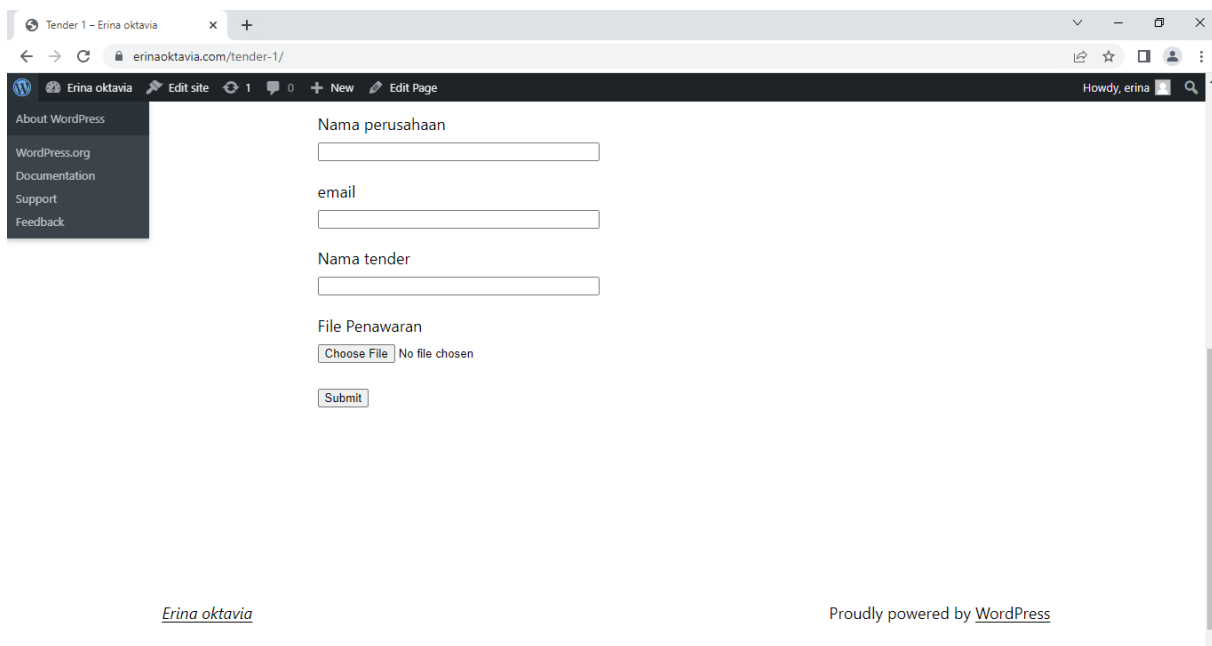 Tender 1 – Erina oktavia
erinaoktavia.com/tender-1/
Erina oktavia Edit site 1 0 New Edit Page Howdy, erina
About WordPress
WordPress.org
Documentation
Support
Feedback
Nama perusahaan
email
Nama tender
File Penawaran
Choose File No file chosen
Submit
Erina oktavia Proudly powered by WordPress